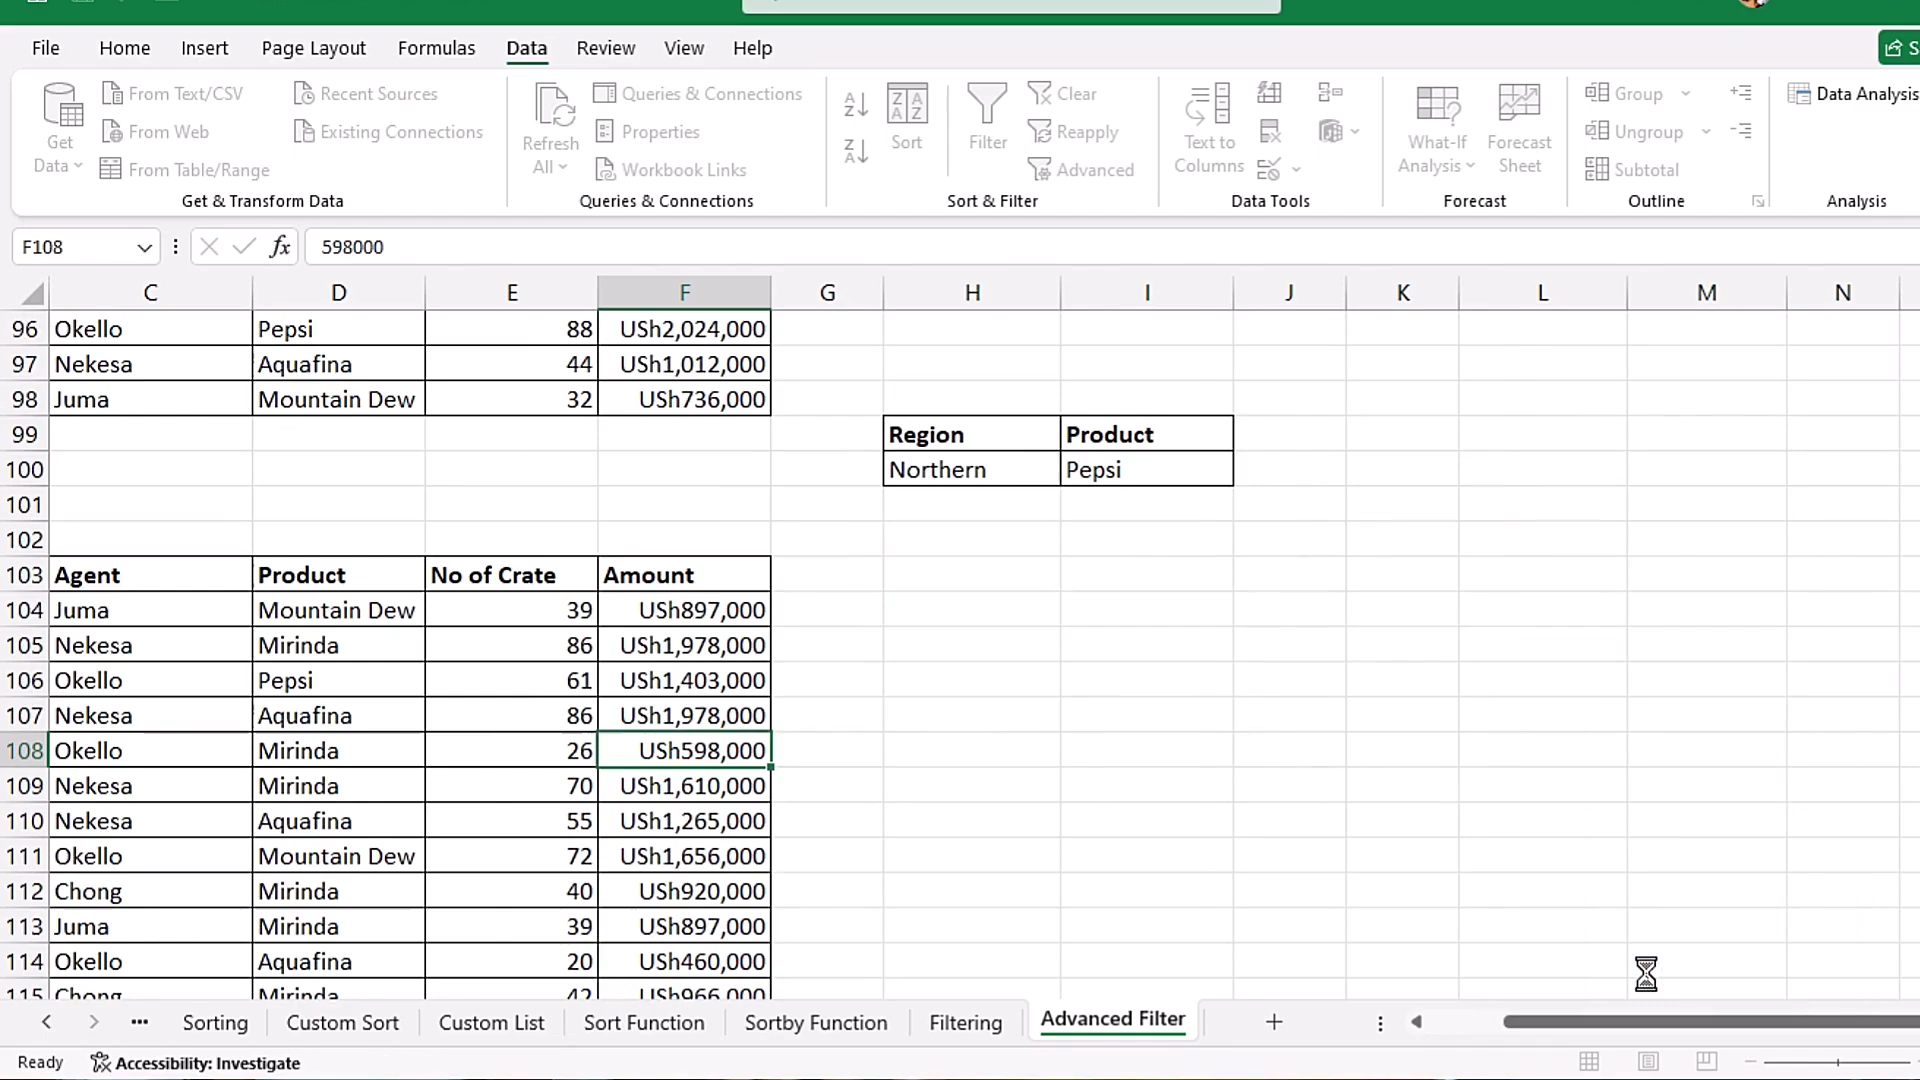 File Home Insert Page Layout Formulas Data Review View Help
Get Data From Text/CSV From Web From Table/Range Recent Sources Existing Connections
Get & Transform Data
Refresh All Queries & Connections Properties Workbook Links
Queries & Connections
Sort Filter Clear Reapply Advanced
Sort & Filter
Text to Columns
Data Tools
What-If Analysis Forecast Sheet
Forecast
Group Ungroup Subtotal
Outline
Data Analysis
Analysis
F108 fx 598000
C D E F G H I J K L M N
96 Okello Pepsi 88 USh2,024,000
97 Nekesa Aquafina 44 USh1,012,000
98 Juma Mountain Dew 32 USh736,000
99 Region Product
100 Northern Pepsi
101
102
103 Agent Product No of Crate Amount
104 Juma Mountain Dew 39 USh897,000
105 Nekesa Mirinda 86 USh1,978,000
106 Okello Pepsi 61 USh1,403,000
107 Nekesa Aquafina 86 USh1,978,000
108 Okello Mirinda 26 USh598,000
109 Nekesa Mirinda 70 USh1,610,000
110 Nekesa Aquafina 55 USh1,265,000
111 Okello Mountain Dew 72 USh1,656,000
112 Chong Mirinda 40 USh920,000
113 Juma Mirinda 39 USh897,000
114 Okello Aquafina 20 USh460,000
115 Chong Mirinda 42 USh966,000
Sorting Custom Sort Custom List Sort Function Sortby Function Filtering Advanced Filter
Ready Accessibility: Investigate